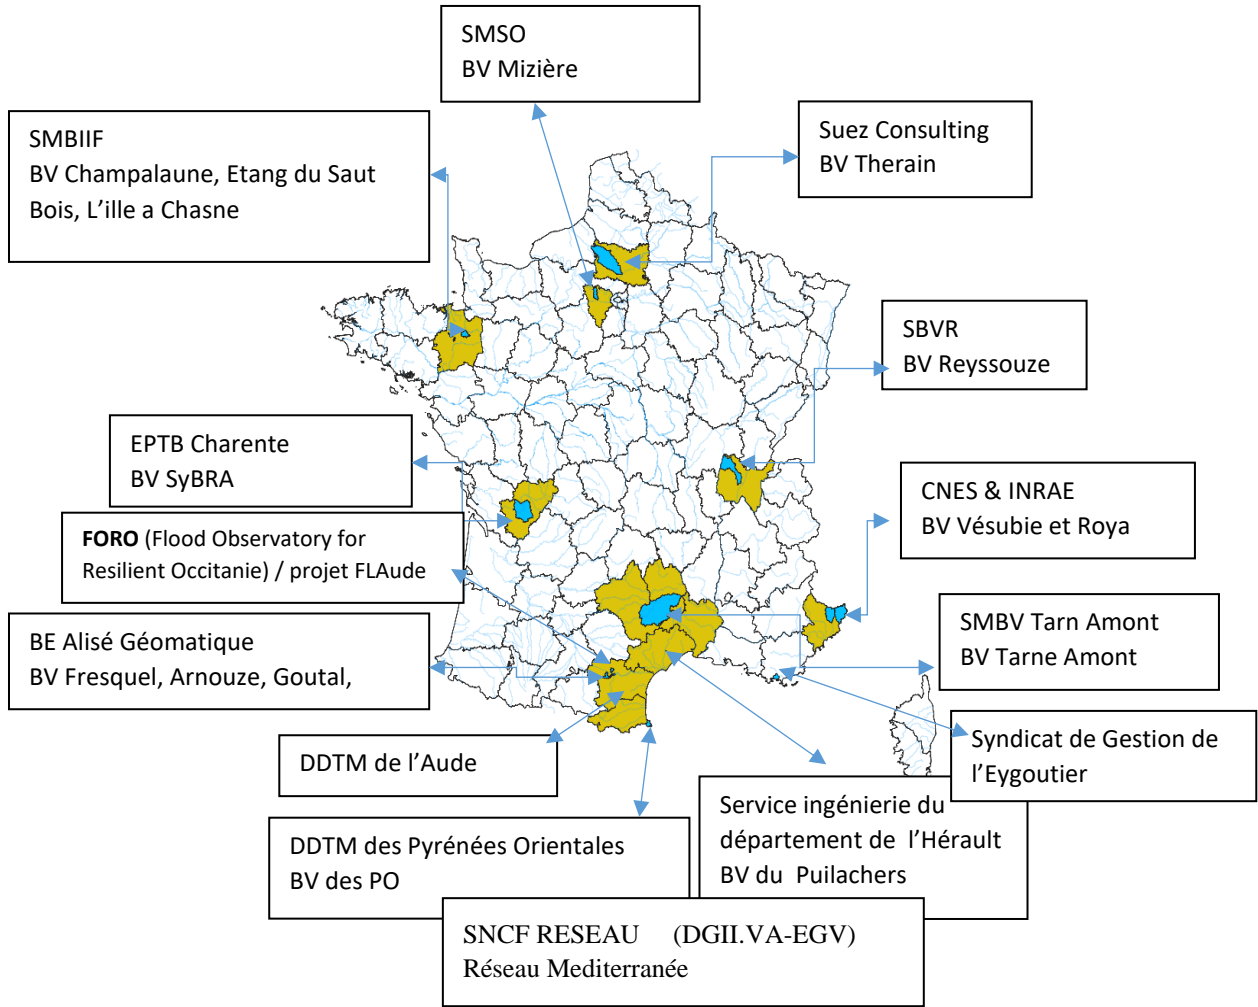 SMSO
BV Mizière
SMBIIF
BV Champalaune, Etang du Saut
Bois, L’ille a Chasne
Suez Consulting
BV Therain
SBVR
BV Reyssouze
EPTB Charente
BV SyBRA
CNES & INRAE
BV Vésubie et Roya
FORO (Flood Observatory for
Resilient Occitanie) / projet FLAude
BE Alisé Géomatique
BV Fresquel, Arnouze, Goutal,
SMBV Tarn Amont
BV Tarne Amont
DDTM de l’Aude
Syndicat de Gestion de
l’Eygoutier
Service ingénierie du
département de l’Hérault
BV du Puilachers
DDTM des Pyrénées Orientales
BV des PO
SNCF RESEAU (DGII.VA-EGV)
Réseau Mediterranée